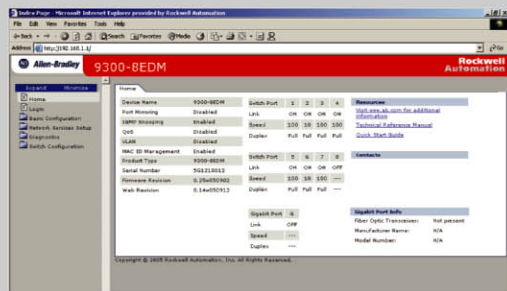 Index Page - Microsoft Internet Explorer provided by Rockwell Automation
File Edit View Favorites Tools Help
Back Search Favorites Media
Address http://192.168.1.1/ Go
Allen-Bradley 9300-8EDM Rockwell Automation
Expand Minimize
Home
Login
Basic Configuration
Network Services Setup
Diagnostics
Switch Configuration
Home
Device Name 9300-8EDM
Port Mirroring Disabled
IGMP Snooping Enabled
QoS Disabled
VLAN Disabled
MAC ID Management Enabled
Product Type 9300-8EDM
Serial Number
Firmware Revision
Web Revision
Switch Port 1 2 3 4
Link ON ON ON ON
Speed 100 10 100 100
Duplex Full Full Full Full
Switch Port 5 6 7 8
Link ON ON ON OFF
Speed 100 10 100 ---
Duplex Full Full Full ---
Gigabit Port 9
Link OFF
Speed ---
Duplex ---
Resources
Visit www.ab.com for additional information
Technical Reference Manual
Quick Start Guide
Contacts
Gigabit Port Info
Fiber Optic Transceiver: Not present
Manufacturer Name: N/A
Model Number: N/A
Copyright © 2005 Rockwell Automation, Inc. All Rights Reserved.